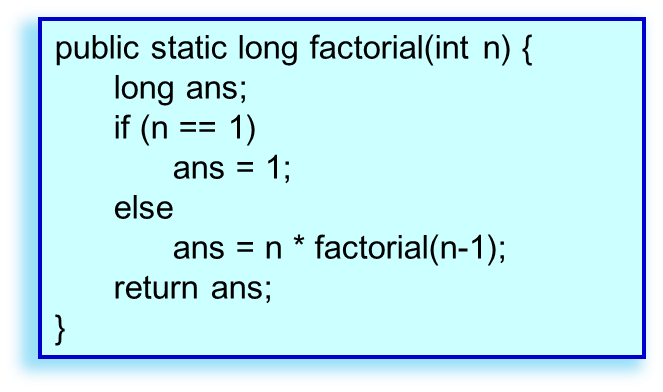 public static long factorial(int n) {
long ans;
if (n == 1)
ans = 1;
else
ans = n * factorial(n-1);
return ans;
}